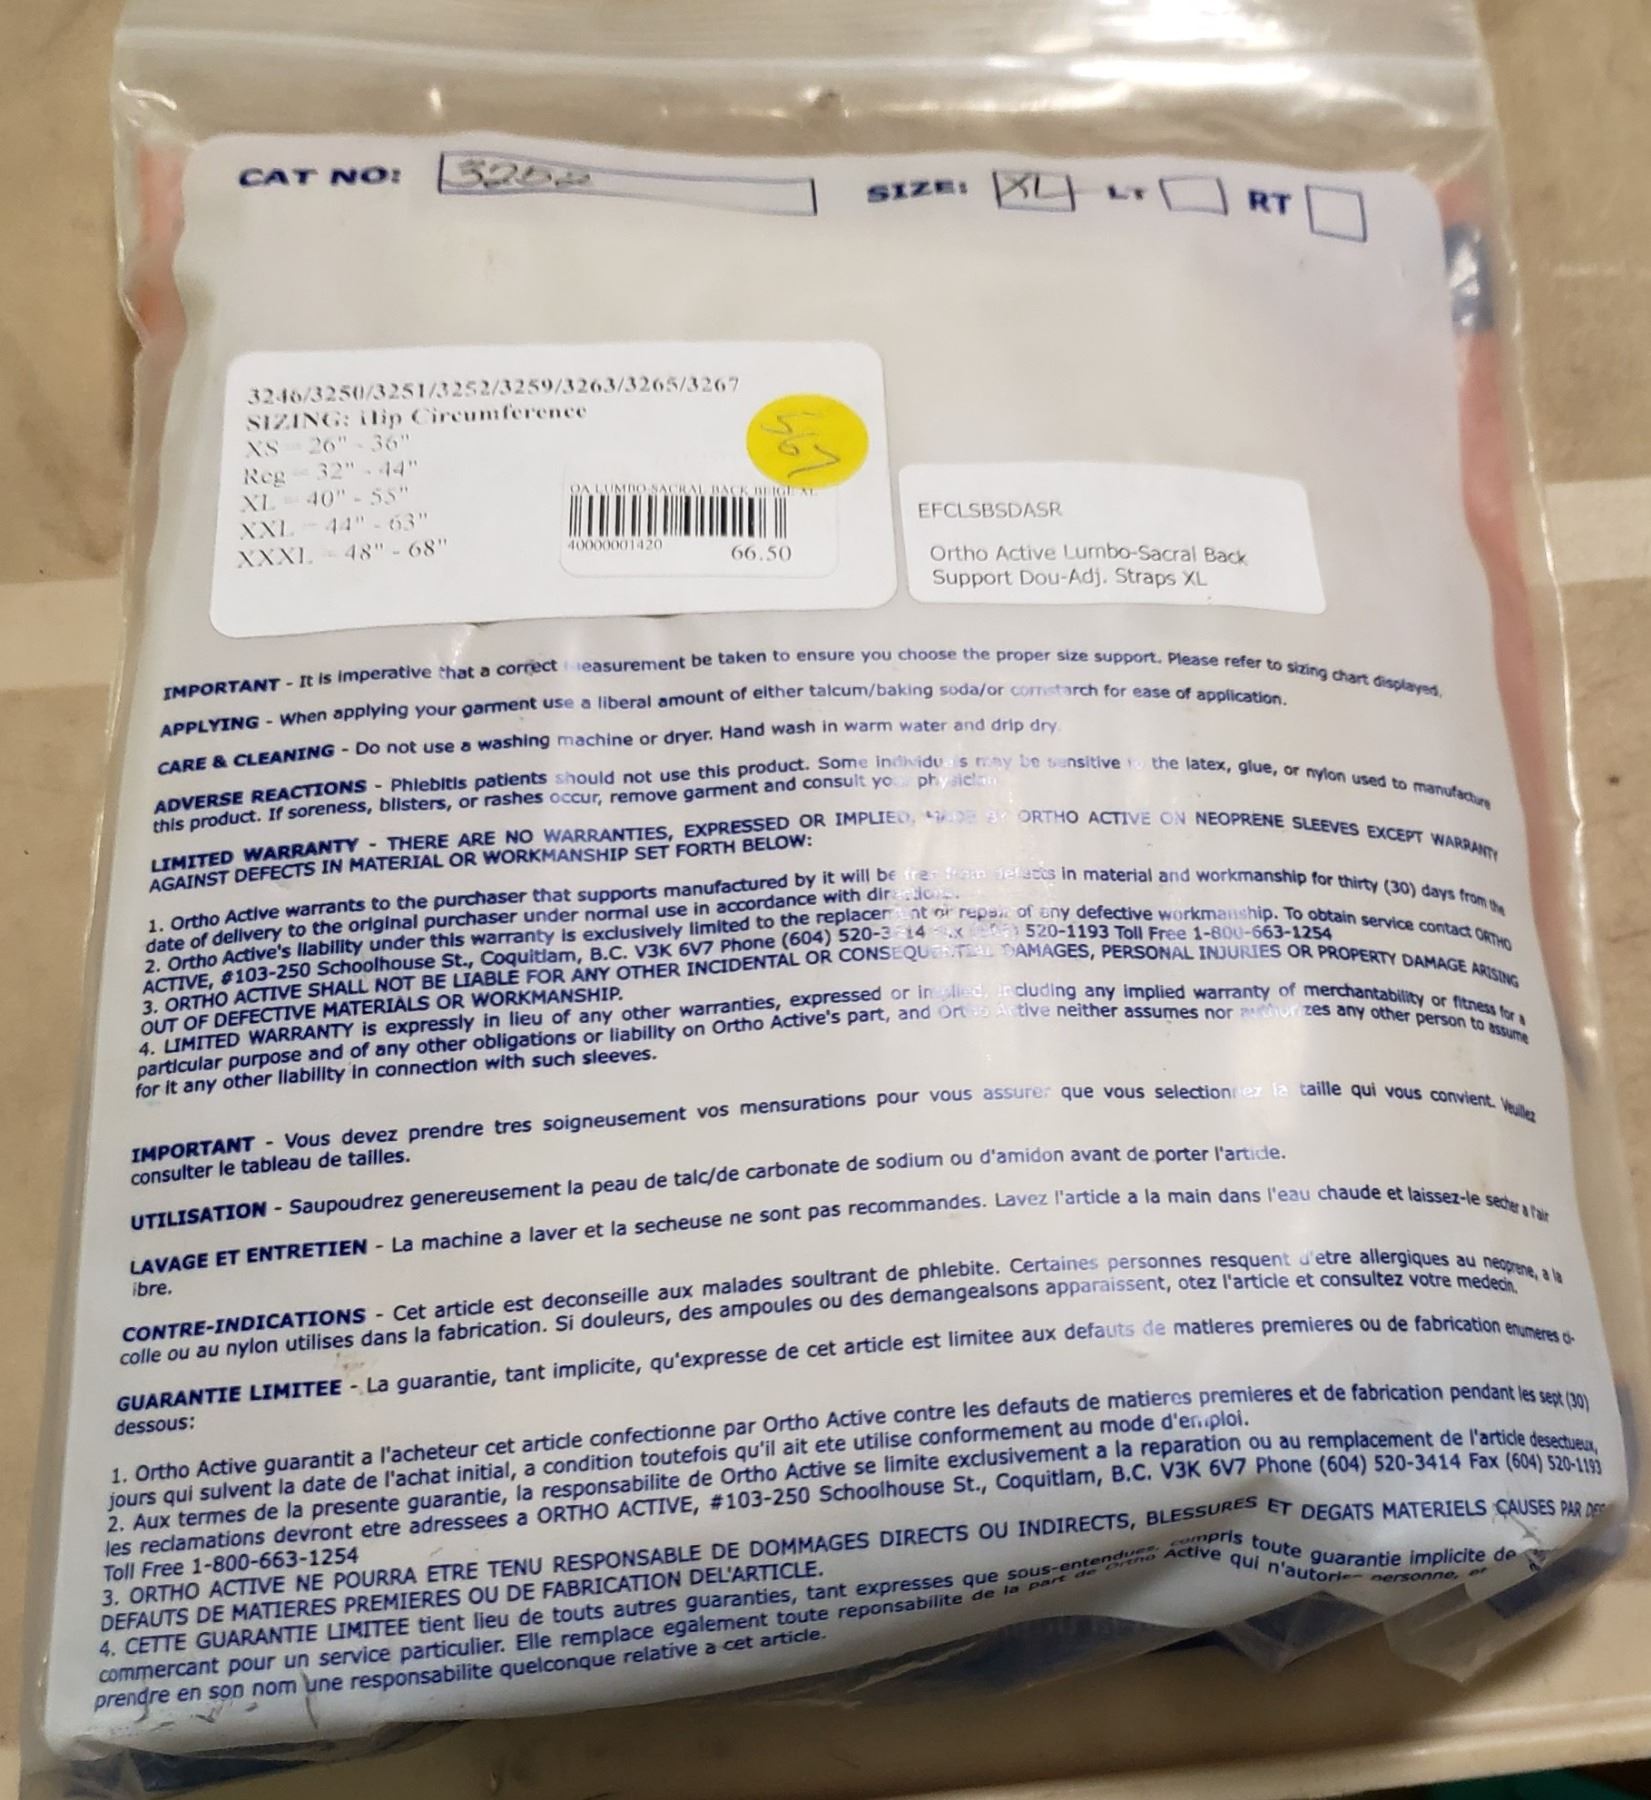 CAT NO:
SIZE: XL LT RT
3246/3250/3251/3252/3259/3263/3265/3267
SIZING: Hip Circumference
XS = 26" - 36"
Reg = 32" - 44"
XL = 40" - 55"
XXL = 44" - 63"
XXXL = 48" - 68"
OA LUMBO-SACRAL BACK BEIGE XL
40000001420
66.50
EFCLSBSDASR
Ortho Active Lumbo-Sacral Back
Support Dou-Adj. Straps XL
IMPORTANT - It is imperative that a correct measurement be taken to ensure you choose the proper size support. Please refer to sizing chart displayed.
APPLYING - When applying your garment use a liberal amount of either talcum/baking soda/or cornstarch for ease of application.
CARE & CLEANING - Do not use a washing machine or dryer. Hand wash in warm water and drip dry.
ADVERSE REACTIONS - Phlebitis patients should not use this product. Some individuals may be sensitive to the latex, glue, or nylon used to manufacture
this product. If soreness, blisters, or rashes occur, remove garment and consult your physician.
LIMITED WARRANTY - THERE ARE NO WARRANTIES, EXPRESSED OR IMPLIED, MADE BY ORTHO ACTIVE ON NEOPRENE SLEEVES EXCEPT WARRANTY
AGAINST DEFECTS IN MATERIAL OR WORKMANSHIP SET FORTH BELOW:
1. Ortho Active warrants to the purchaser that supports manufactured by it will be free from defects in material and workmanship for thirty (30) days from the
date of delivery to the original purchaser under normal use in accordance with directions.
2. Ortho Active's liability under this warranty is exclusively limited to the replacement or repair of any defective workmanship. To obtain service contact ORTHO
ACTIVE, #103-250 Schoolhouse St., Coquitlam, B.C. V3K 6V7 Phone (604) 520-3414 Fax (604) 520-1193 Toll Free 1-800-663-1254
3. ORTHO ACTIVE SHALL NOT BE LIABLE FOR ANY OTHER INCIDENTAL OR CONSEQUENTIAL DAMAGES, PERSONAL INJURIES OR PROPERTY DAMAGE ARISING
OUT OF DEFECTIVE MATERIALS OR WORKMANSHIP.
4. LIMITED WARRANTY is expressly in lieu of any other warranties, expressed or implied, including any implied warranty of merchantability or fitness for a
particular purpose and of any other obligations or liability on Ortho Active's part, and Ortho Active neither assumes nor authorizes any other person to assume
for it any other liability in connection with such sleeves.
IMPORTANT - Vous devez prendre tres soigneusement vos mensurations pour vous assurer que vous selectionnez la taille qui vous convient. Veuillez
consulter le tableau de tailles.
UTILISATION - Saupoudrez genereusement la peau de talc/de carbonate de sodium ou d'amidon avant de porter l'article.
LAVAGE ET ENTRETIEN - La machine a laver et la secheuse ne sont pas recommandes. Lavez l'article a la main dans l'eau chaude et laissez-le secher a l'air
ibre.
CONTRE-INDICATIONS - Cet article est deconseille aux malades soultrant de phlebite. Certaines personnes resquent d'etre allergiques au neoprene, a la
colle ou au nylon utilises dans la fabrication. Si douleurs, des ampoules ou des demangealsons apparaissent, otez l'article et consultez votre medecin.
GUARANTIE LIMITEE - La guarantie, tant implicite, qu'expresse de cet article est limitee aux defauts de matieres premieres ou de fabrication enumeres ci-
dessous:
1. Ortho Active guarantit a l'acheteur cet article confectionne par Ortho Active contre les defauts de matieres premieres et de fabrication pendant les sept (30)
jours qui sulvent la date de l'achat initial, a condition toutefois qu'il ait ete utilise conformement au mode d'emploi.
2. Aux termes de la presente guarantie, la responsabilite de Ortho Active se limite exclusivement a la reparation ou au remplacement de l'article desectueux,
les reclamations devront etre adressees a ORTHO ACTIVE, #103-250 Schoolhouse St., Coquitlam, B.C. V3K 6V7 Phone (604) 520-3414 Fax (604) 520-1193
Toll Free 1-800-663-1254
3. ORTHO ACTIVE NE POURRA ETRE TENU RESPONSABLE DE DOMMAGES DIRECTS OU INDIRECTS, BLESSURES ET DEGATS MATERIELS CAUSES PAR DES
DEFAUTS DE MATIERES PREMIERES OU DE FABRICATION DEL'ARTICLE.
4. CETTE GUARANTIE LIMITEE tient lieu de touts autres guaranties, tant expresses que sous-entendues, compris toute guarantie implicite de
commercant pour un service particulier. Elle remplace egalement toute reponsabilite de la part de Ortho Active qui n'autorise personne, et
prendre en son nom une responsabilite quelconque relative a cet article.